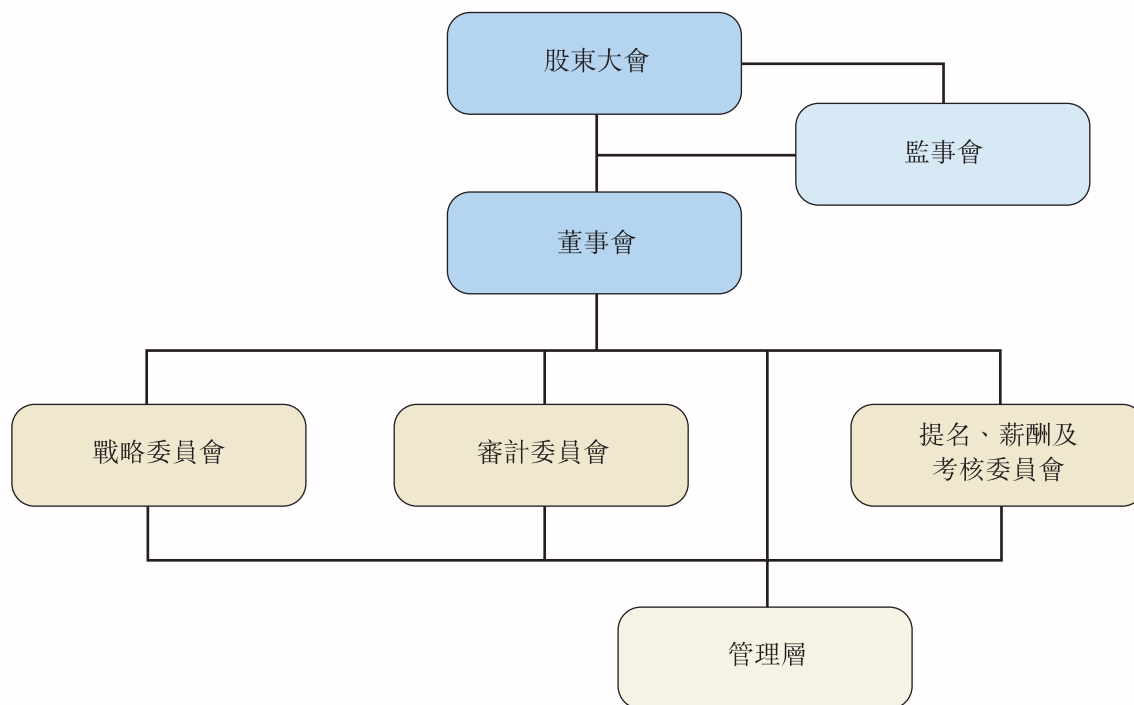 股東大會
監事會
董事會
戰略委員會
審計委員會
提名、薪酬及
考核委員會
管理層